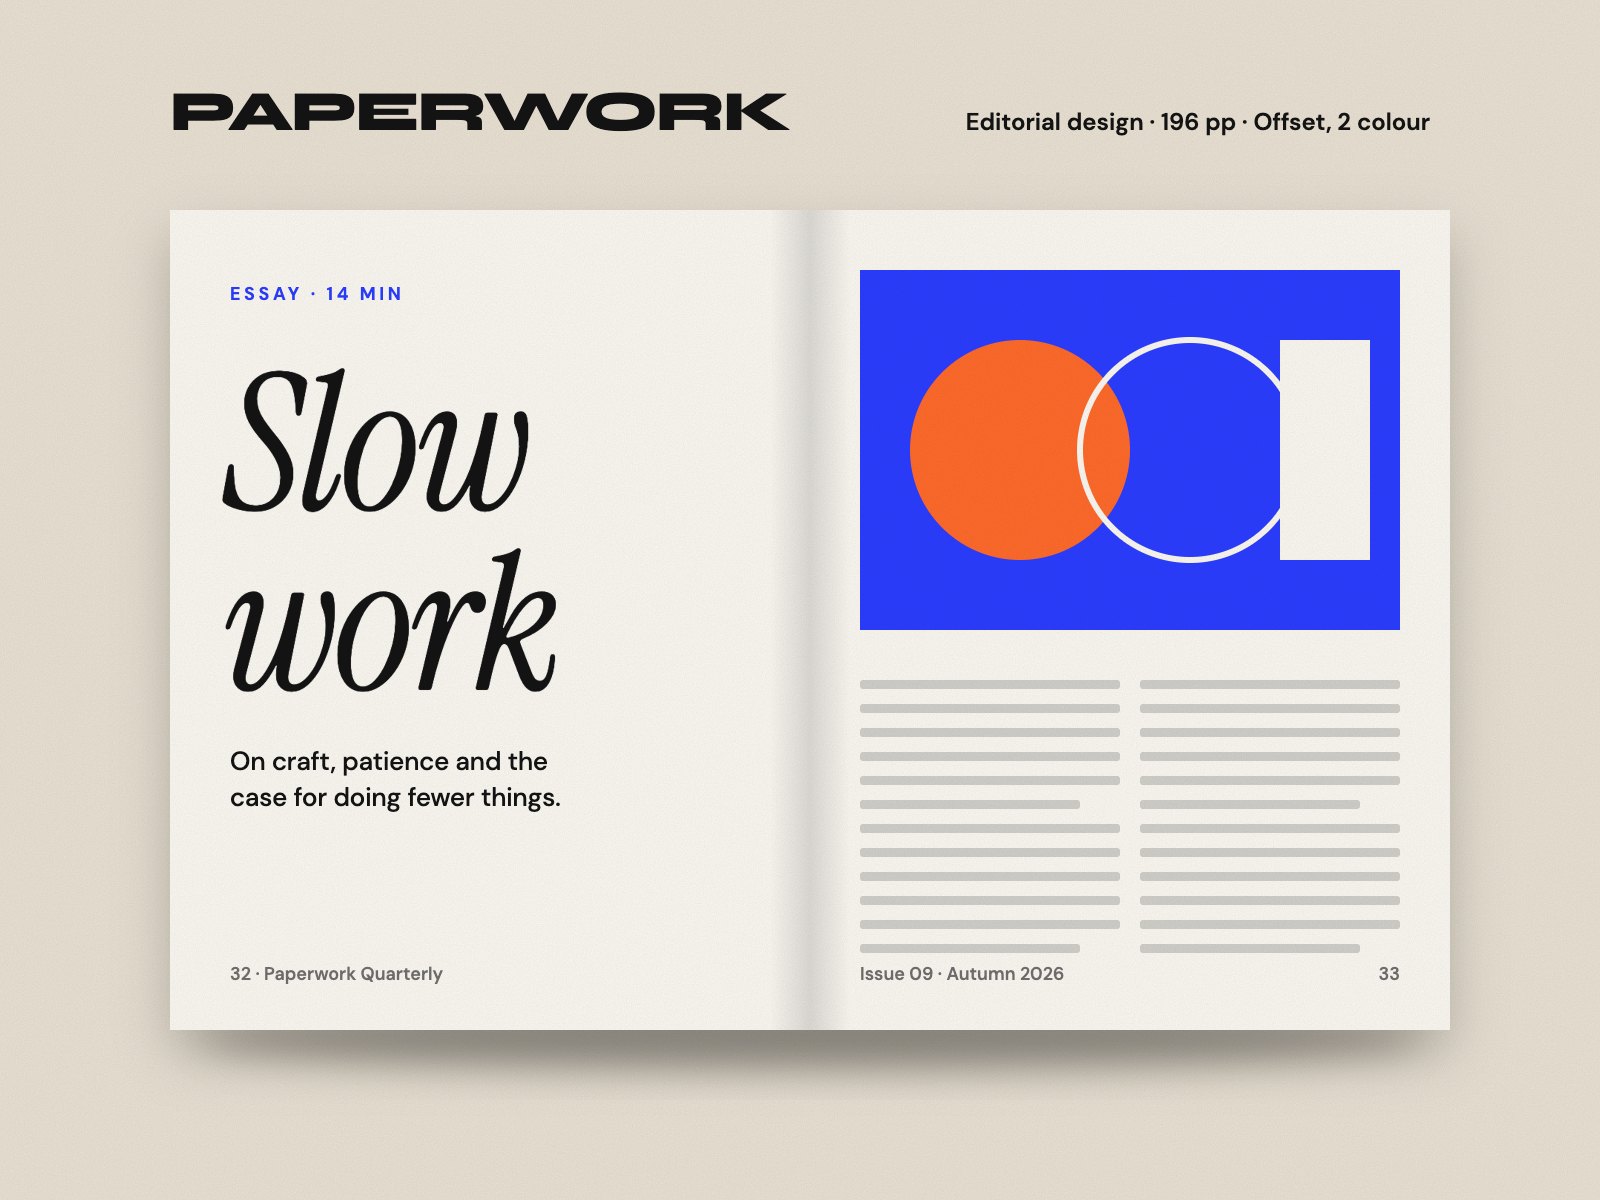 PAPERWORK
Editorial design · 196 pp · Offset, 2 colour
ESSAY · 14 MIN
Slow
work
On craft, patience and the
case for doing fewer things.
32 · Paperwork Quarterly
Issue 09 · Autumn 2026
33